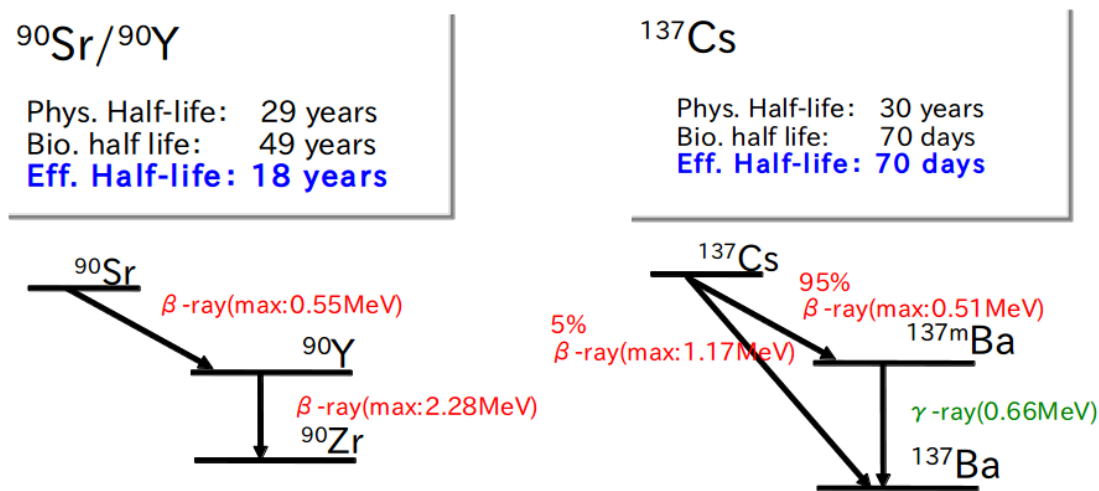 ⁹⁰Sr/⁹⁰Y
Phys. Half-life: 29 years
Bio. half life: 49 years
Eff. Half-life: 18 years
¹³⁷Cs
Phys. Half-life: 30 years
Bio. half life: 70 days
Eff. Half-life: 70 days
⁹⁰Sr
β-ray(max:0.55MeV)
⁹⁰Y
β-ray(max:2.28MeV)
⁹⁰Zr
¹³⁷Cs
95%
β-ray(max:0.51MeV)
5%
β-ray(max:1.17MeV)
¹³⁷ᵐBa
γ-ray(0.66MeV)
¹³⁷Ba